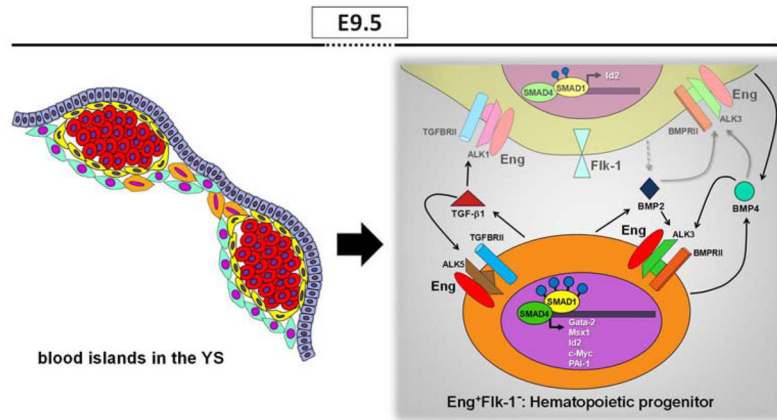 E9.5
blood islands in the YS
SMAD4
SMAD1
Id2
TGFBRII
ALK1
Eng
Flk-1
BMPRII
ALK3
Eng
TGF-β1
BMP2
BMP4
TGFBRII
ALK5
Eng
Eng
ALK3
BMPRII
SMAD4
SMAD1
Gata-2
Msx1
Id2
c-Myc
PAI-1
Eng⁺Flk-1⁻: Hematopoietic progenitor